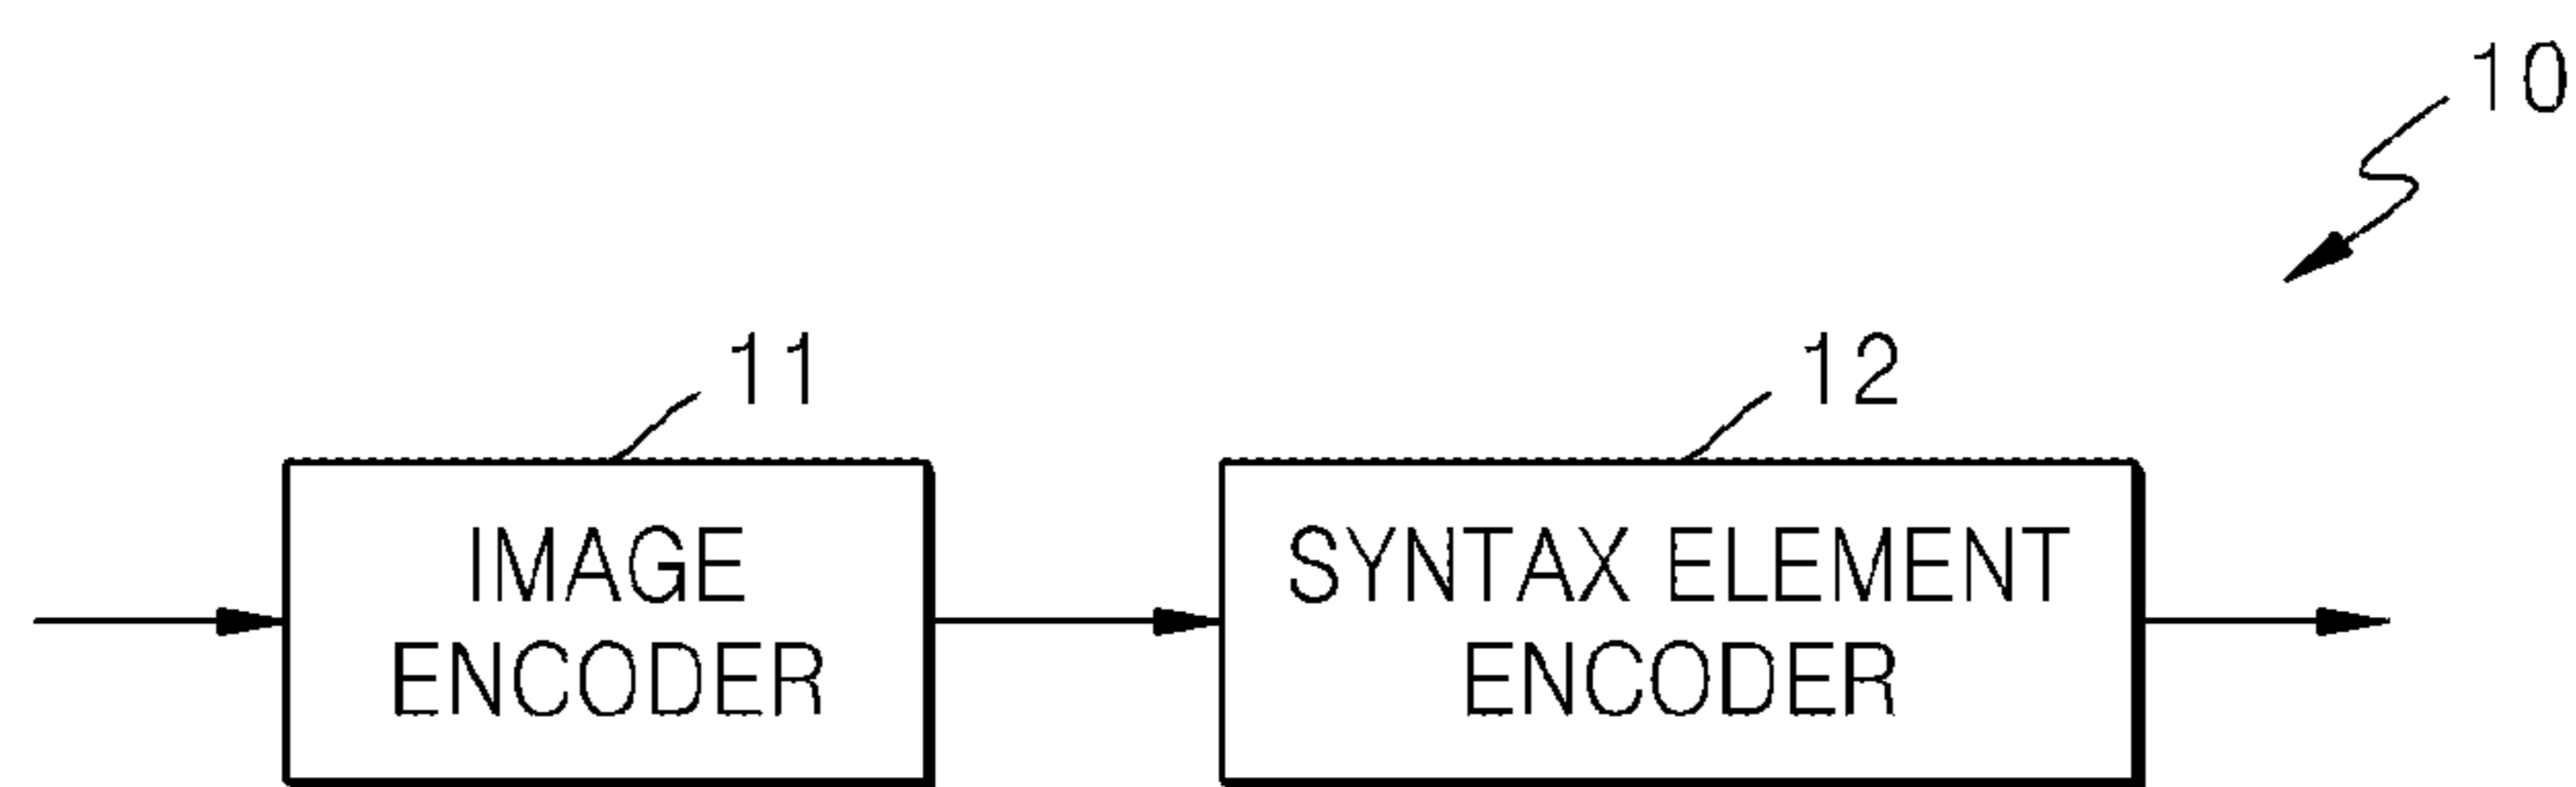 10
11
12
IMAGE
ENCODER
SYNTAX ELEMENT
ENCODER